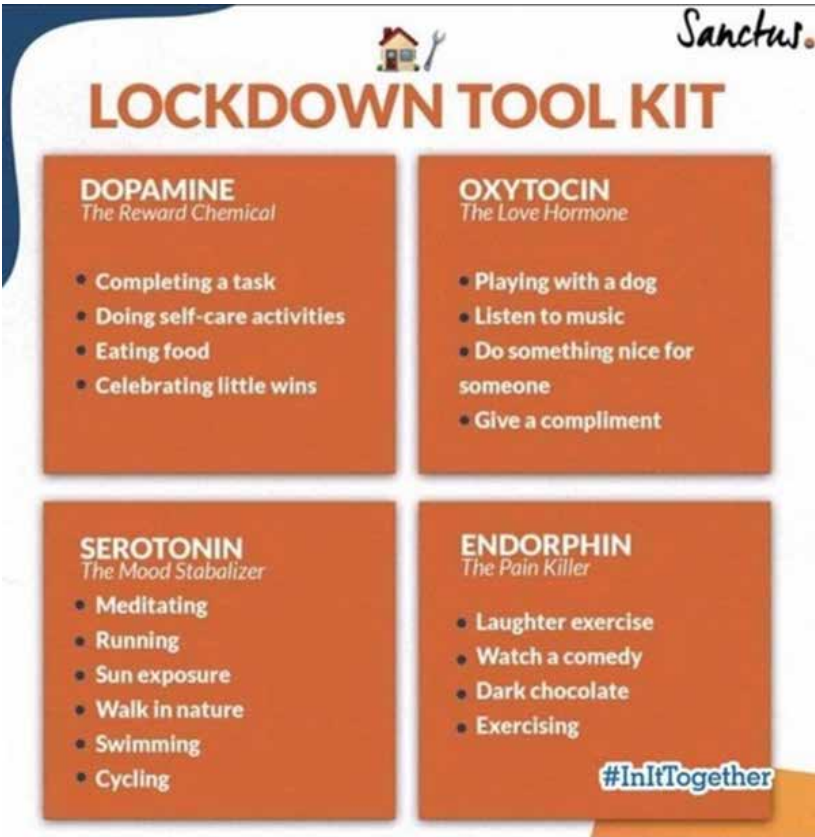 Sanctus.
LOCKDOWN TOOL KIT
DOPAMINE
The Reward Chemical
• Completing a task
• Doing self-care activities
• Eating food
• Celebrating little wins
OXYTOCIN
The Love Hormone
• Playing with a dog
• Listen to music
• Do something nice for
someone
• Give a compliment
SEROTONIN
The Mood Stabalizer
• Meditating
• Running
• Sun exposure
• Walk in nature
• Swimming
• Cycling
ENDORPHIN
The Pain Killer
• Laughter exercise
• Watch a comedy
• Dark chocolate
• Exercising
#InItTogether